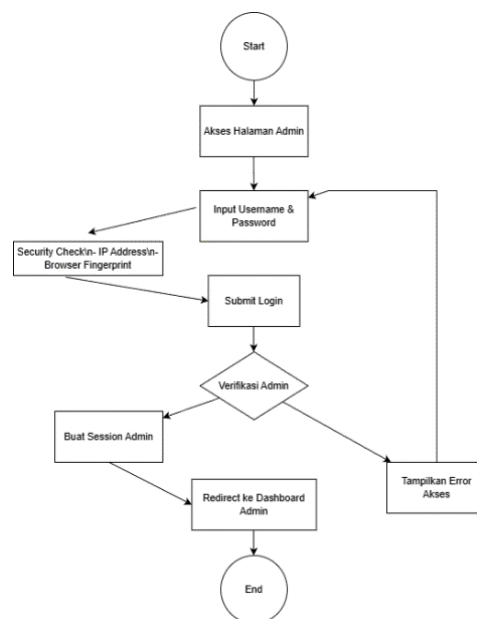 Start
Akses Halaman Admin
Input Username &
Password
Security Check\n- IP Address\n-
Browser Fingerprint
Submit Login
Verifikasi Admin
Buat Session Admin
Tampilkan Error
Akses
Redirect ke Dashboard
Admin
End